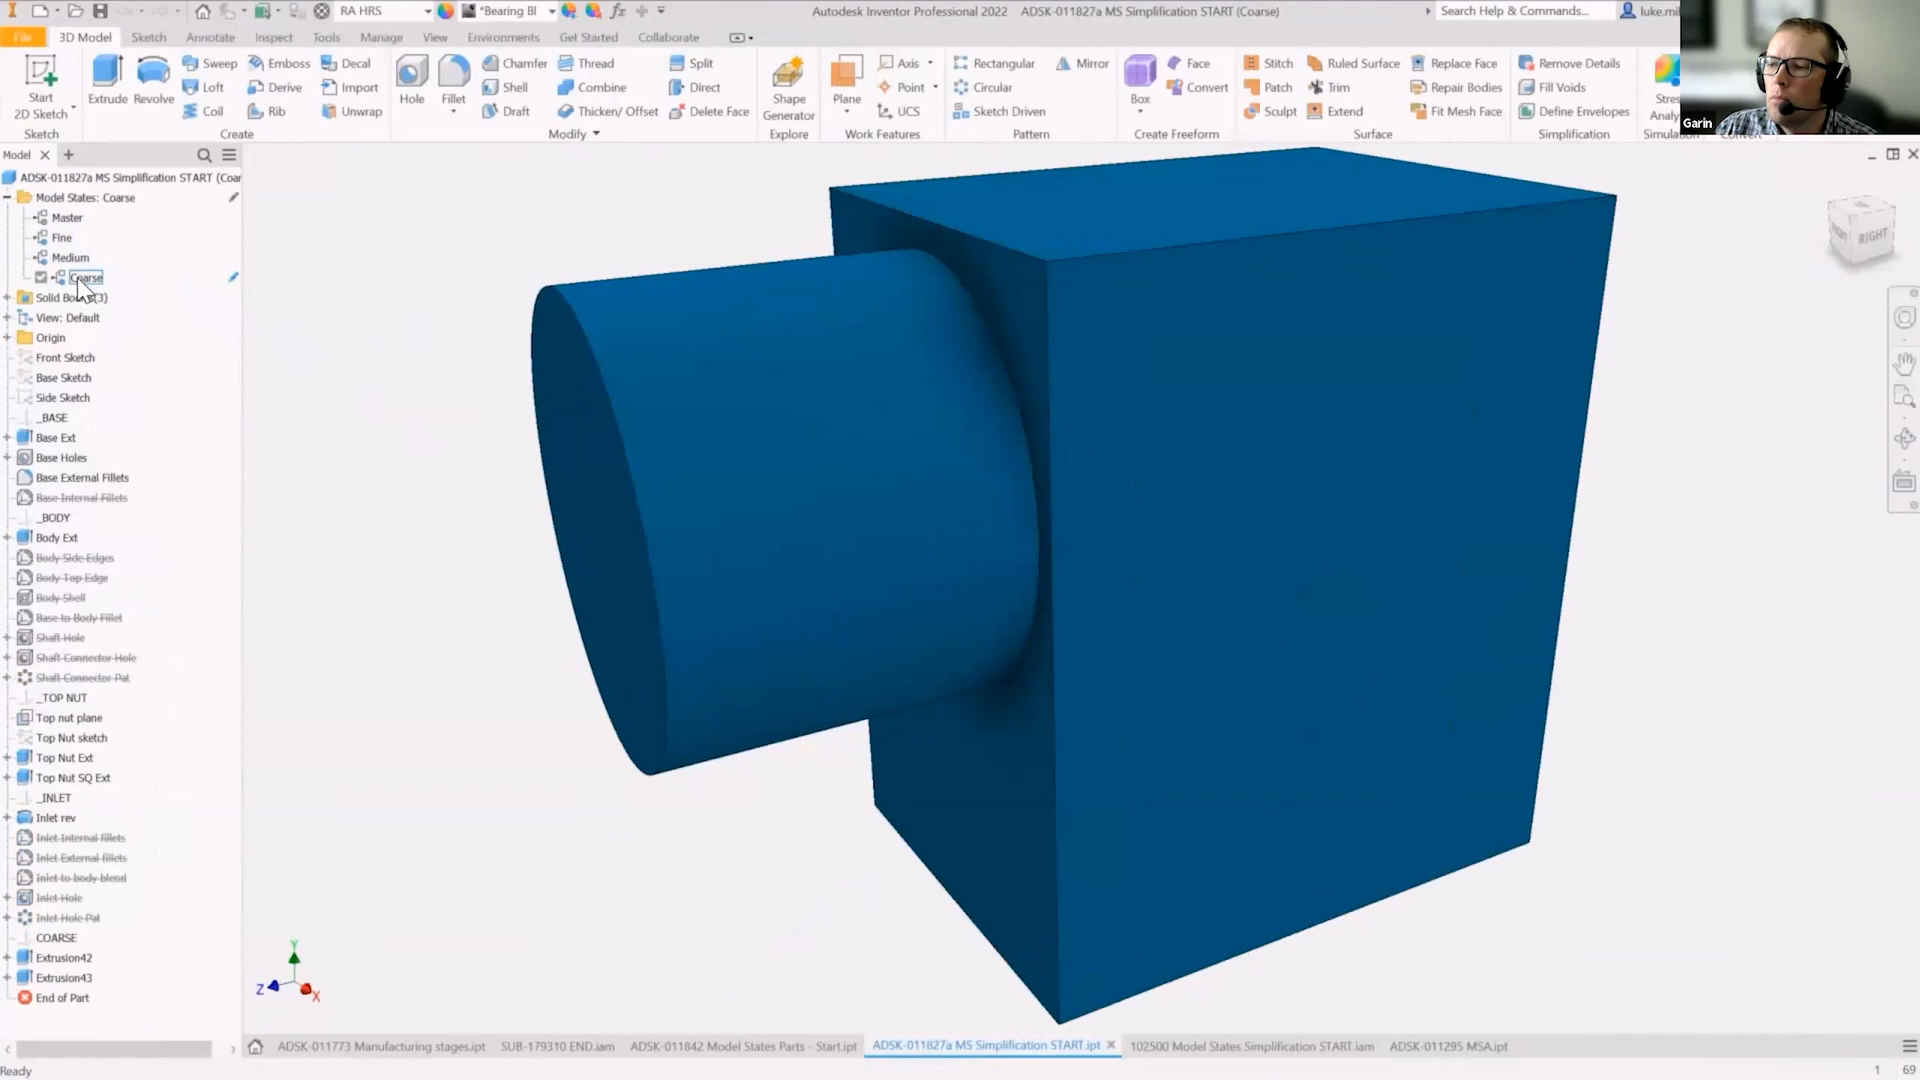 RA HRS
*Bearing Bl
Autodesk Inventor Professional 2022 ADSK-011827a MS Simplification START (Coarse)
Search Help & Commands...
luke.mil
File 3D Model Sketch Annotate Inspect Tools Manage View Environments Get Started Collaborate
Start
2D Sketch
Sketch
Extrude
Revolve
Sweep
Loft
Coil
Emboss
Derive
Rib
Decal
Import
Unwrap
Create
Hole
Fillet
Chamfer
Shell
Draft
Thread
Combine
Thicken/ Offset
Split
Direct
Delete Face
Modify
Shape
Generator
Explore
Plane
Axis
Point
UCS
Work Features
Rectangular
Circular
Sketch Driven
Mirror
Pattern
Box
Face
Convert
Create Freeform
Stitch
Patch
Sculpt
Ruled Surface
Trim
Extend
Replace Face
Repair Bodies
Fit Mesh Face
Surface
Remove Details
Fill Voids
Define Envelopes
Simplification
Garin
Model
ADSK-011827a MS Simplification START (Coar
Model States: Coarse
Master
Fine
Medium
Coarse
Solid Bo (3)
View: Default
Origin
Front Sketch
Base Sketch
Side Sketch
_BASE
Base Ext
Base Holes
Base External Fillets
Base Internal Fillets
_BODY
Body Ext
Body Side Edges
Body Top Edge
Body Shell
Base to Body Fillet
Shaft Hole
Shaft Connector Hole
Shaft Connector Pat
_TOP NUT
Top nut plane
Top Nut sketch
Top Nut Ext
Top Nut SQ Ext
_INLET
Inlet rev
Inlet Internal fillets
Inlet External fillets
Inlet to body blend
Inlet Hole
Inlet Hole Pat
COARSE
Extrusion42
Extrusion43
End of Part
RIGHT
Y
Z
X
ADSK-011773 Manufacturing stages.ipt SUB-179310 END.iam ADSK-011842 Model States Parts - Start.ipt ADSK-011827a MS Simplification START.ipt 102500 Model States Simplification START.iam ADSK-011295 MSA.ipt
Ready
1 69